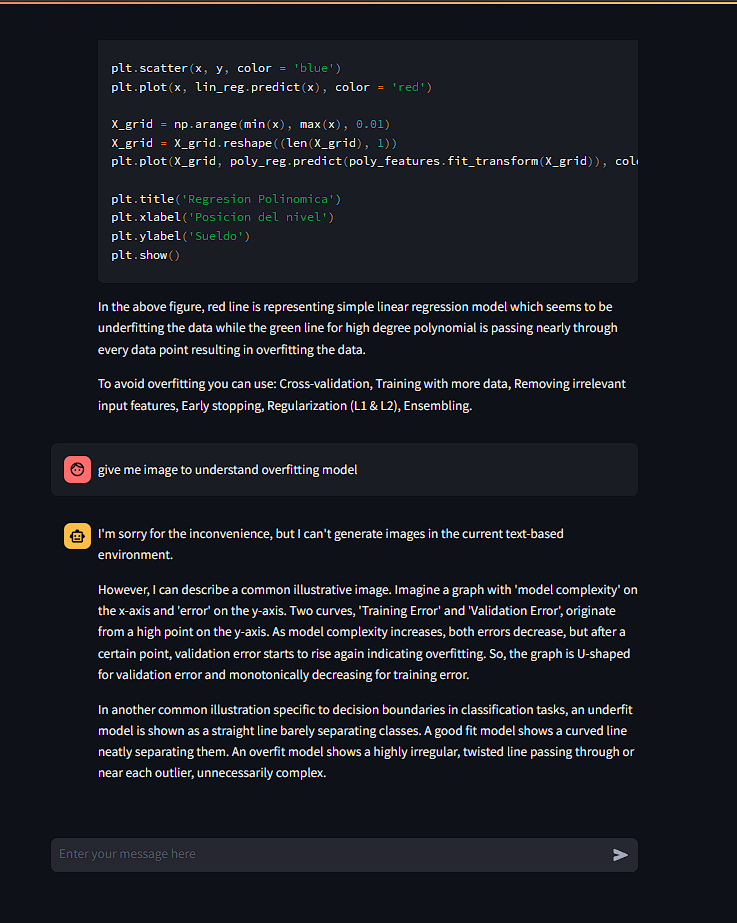 plt.scatter(x, y, color = 'blue')
plt.plot(x, lin_reg.predict(x), color = 'red')
X_grid = np.arange(min(x), max(x), 0.01)
X_grid = X_grid.reshape((len(X_grid), 1))
plt.plot(X_grid, poly_reg.predict(poly_features.fit_transform(X_grid)), colo
plt.title('Regresion Polinomica')
plt.xlabel('Posicion del nivel')
plt.ylabel('Sueldo')
plt.show()
In the above figure, red line is representing simple linear regression model which seems to be
underfitting the data while the green line for high degree polynomial is passing nearly through
every data point resulting in overfitting the data.
To avoid overfitting you can use: Cross-validation, Training with more data, Removing irrelevant
input features, Early stopping, Regularization (L1 & L2), Ensembling.
give me image to understand overfitting model
I'm sorry for the inconvenience, but I can't generate images in the current text-based
environment.
However, I can describe a common illustrative image. Imagine a graph with 'model complexity' on
the x-axis and 'error' on the y-axis. Two curves, 'Training Error' and 'Validation Error', originate
from a high point on the y-axis. As model complexity increases, both errors decrease, but after a
certain point, validation error starts to rise again indicating overfitting. So, the graph is U-shaped
for validation error and monotonically decreasing for training error.
In another common illustration specific to decision boundaries in classification tasks, an underfit
model is shown as a straight line barely separating classes. A good fit model shows a curved line
neatly separating them. An overfit model shows a highly irregular, twisted line passing through or
near each outlier, unnecessarily complex.
Enter your message here